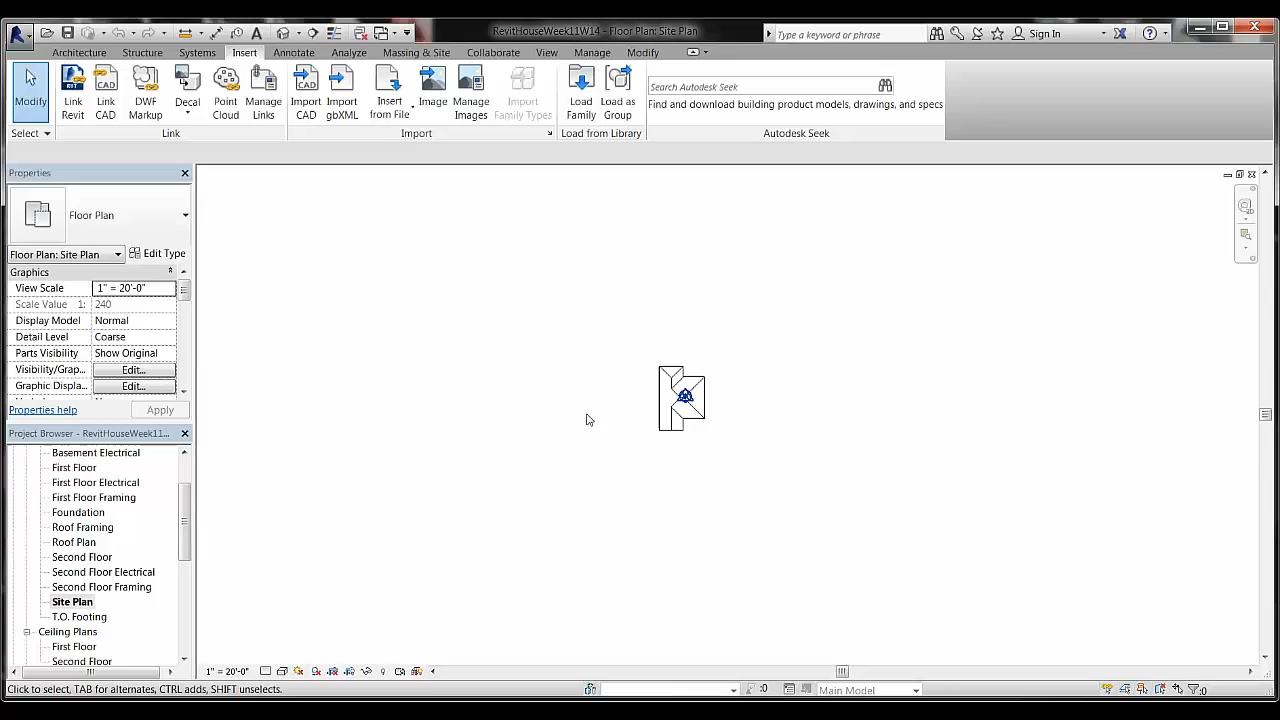 RevitHouseWeek11W14 - Floor Plan: Site Plan
Type a keyword or phrase
Sign In
Architecture Structure Systems Insert Annotate Analyze Massing & Site Collaborate View Manage Modify
Modify
Link Revit
Link CAD
DWF Markup
Decal
Point Cloud
Manage Links
Import CAD
Import gbXML
Insert from File
Image
Manage Images
Import Family Types
Load Family
Load as Group
Search Autodesk Seek
Find and download building product models, drawings, and specs
Select
Link
Import
Load from Library
Autodesk Seek
Properties
Floor Plan
Floor Plan: Site Plan
Edit Type
Graphics
View Scale 1" = 20'-0"
Scale Value 1: 240
Display Model Normal
Detail Level Coarse
Parts Visibility Show Original
Visibility/Grap... Edit...
Graphic Displa... Edit...
Properties help
Apply
Project Browser - RevitHouseWeek11...
Basement Electrical
First Floor
First Floor Electrical
First Floor Framing
Foundation
Roof Framing
Roof Plan
Second Floor
Second Floor Electrical
Second Floor Framing
Site Plan
T.O. Footing
Ceiling Plans
First Floor
Second Floor
1" = 20'-0"
Click to select, TAB for alternates, CTRL adds, SHIFT unselects.
:0
Main Model
:0